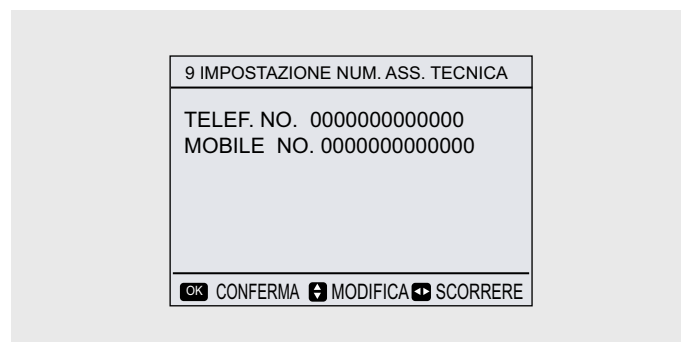 9 IMPOSTAZIONE NUM. ASS. TECNICA
TELEF. NO. 0000000000000
MOBILE NO. 0000000000000
OK CONFERMA MODIFICA SCORRERE